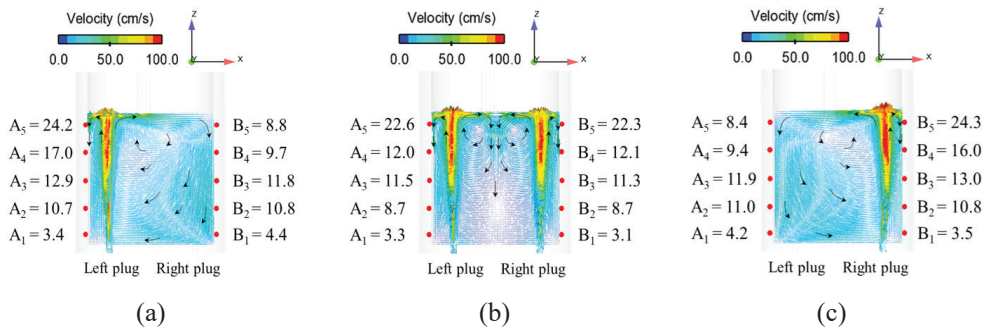 Velocity (cm/s)
0.0 50.0 100.0
z
x
Y
A5 = 24.2
A4 = 17.0
A3 = 12.9
A2 = 10.7
A1 = 3.4
B5 = 8.8
B4 = 9.7
B3 = 11.8
B2 = 10.8
B1 = 4.4
Left plug Right plug
(a)
Velocity (cm/s)
0.0 50.0 100.0
z
x
Y
A5 = 22.6
A4 = 12.0
A3 = 11.5
A2 = 8.7
A1 = 3.3
B5 = 22.3
B4 = 12.1
B3 = 11.3
B2 = 8.7
B1 = 3.1
Left plug Right plug
(b)
Velocity (cm/s)
0.0 50.0 100.0
z
x
Y
A5 = 8.4
A4 = 9.4
A3 = 11.9
A2 = 11.0
A1 = 4.2
B5 = 24.3
B4 = 16.0
B3 = 13.0
B2 = 10.8
B1 = 3.5
Left plug Right plug
(c)